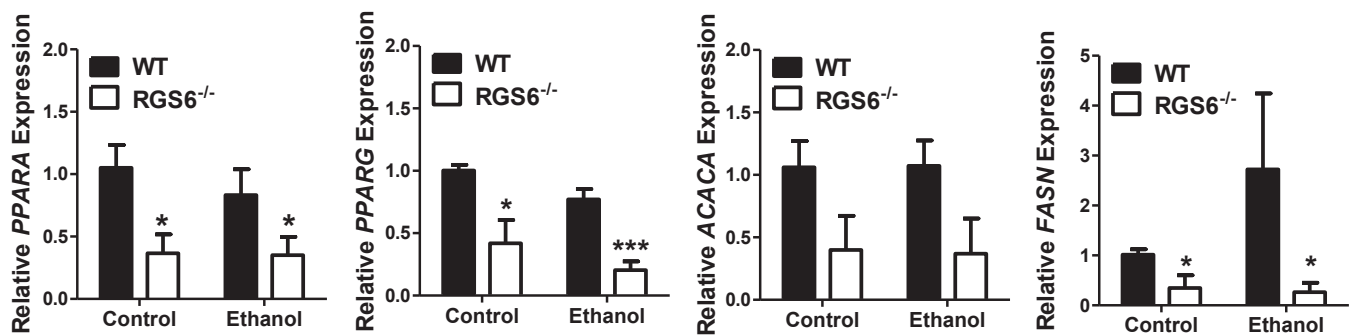 Relative PPARA Expression
2.0
1.5
1.0
0.5
0.0
WT
RGS6-/-
*
*
Control Ethanol
Relative PPARG Expression
2.0
1.5
1.0
0.5
0.0
WT
RGS6-/-
*
***
Control Ethanol
Relative ACACA Expression
2.0
1.5
1.0
0.5
0.0
WT
RGS6-/-
Control Ethanol
Relative FASN Expression
5
4
3
2
1
0
WT
RGS6-/-
*
*
Control Ethanol